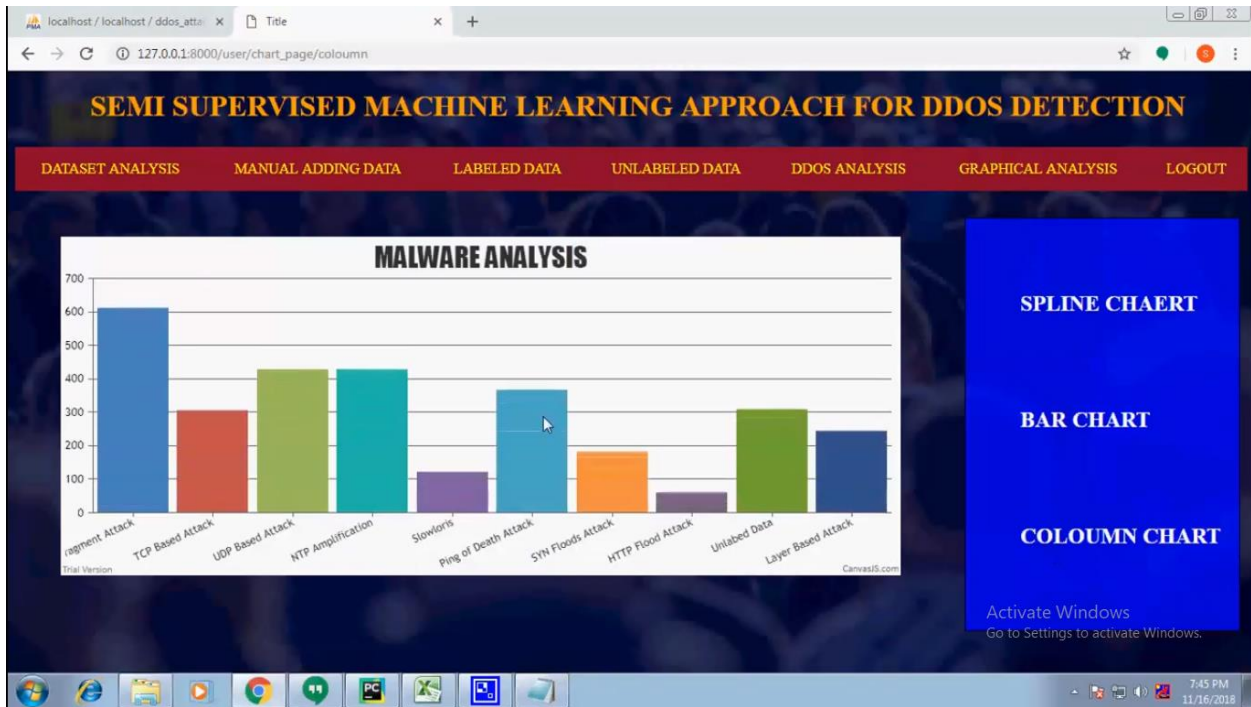 localhost / localhost / ddos_atta
Title
127.0.0.1:8000/user/chart_page/coloumn
S
SEMI SUPERVISED MACHINE LEARNING APPROACH FOR DDOS DETECTION
DATASET ANALYSIS
MANUAL ADDING DATA
LABELED DATA
UNLABELED DATA
DDOS ANALYSIS
GRAPHICAL ANALYSIS
LOGOUT
MALWARE ANALYSIS
700
600
500
400
300
200
100
0
ragment Attack
TCP Based Attack
UDP Based Attack
NTP Amplification
Slowloris
Ping of Death Attack
SYN Floods Attack
HTTP Flood Attack
Unlabed Data
Layer Based Attack
Trial Version
CanvasJS.com
SPLINE CHAERT
BAR CHART
COLOUMN CHART
Activate Windows
Go to Settings to activate Windows.
PC
7:45 PM
11/16/2018